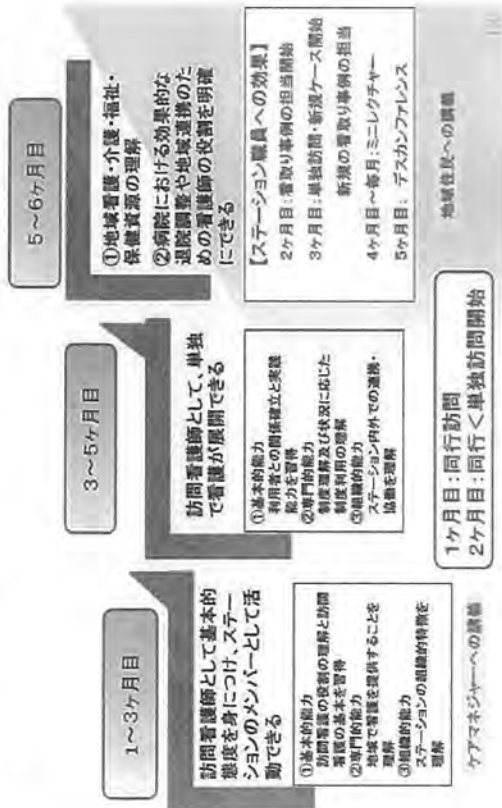 1～3ヶ月目
訪問看護師として基本的
態度を身につけ、ステー
ションのメンバーとして活
動できる
①基本的能力
訪問看護の役割の理解と訪問
看護の基本を習得
②専門的能力
地域で看護を提供することを
理解
③組織的能力
ステーションの組織的特徴を
理解
ケアマネジャーへの講義
3～5ヶ月目
訪問看護師として、単独
で看護が展開できる
①基本的能力
利用者との関係確立と実践
能力を習得
②専門的能力
制度理解及び状況に応じた
制度利用の理解
③組織的能力
ステーション内外での連携・
協働を理解
1ヶ月目:同行訪問
2ヶ月目:同行＜単独訪問開始
5～6ヶ月目
①地域看護・介護・福祉・
保健資源の理解
②病院における効果的な
退院調整や地域連携のた
めの看護師の役割を明確
にできる
【ステーション職員への効果】
2ヶ月目:看取り事例の担当開始
3ヶ月目:単独訪問・新規ケース開始
新規の看取り事例の担当
4ヶ月目～毎月:ミニレクチャー
5ヶ月目: デスカンファレンス
地域住民への講義